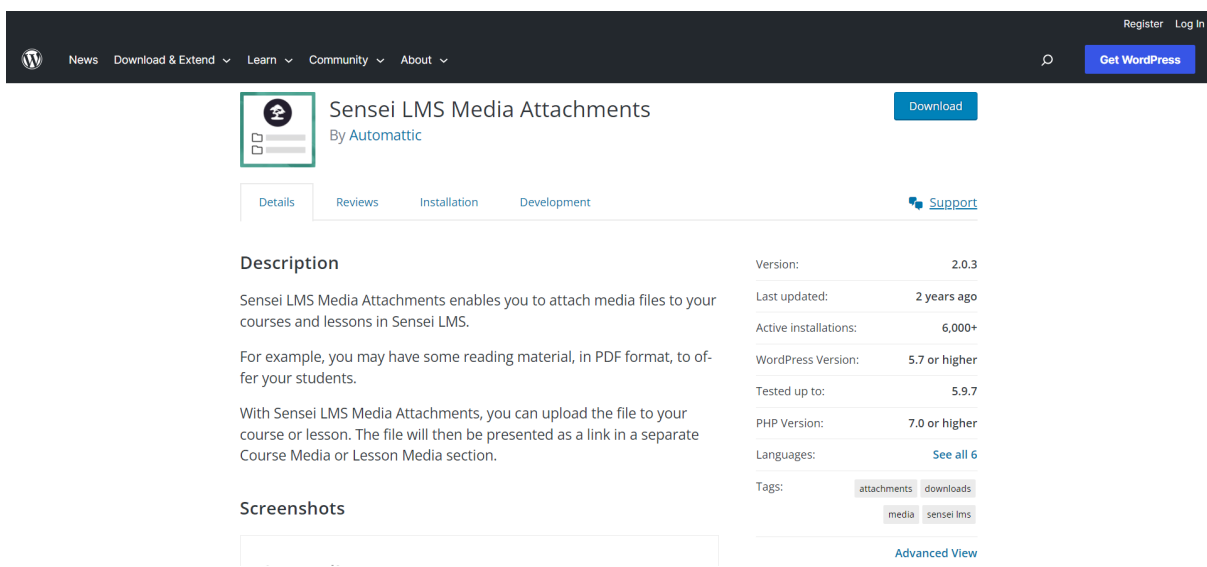 Register Log In
News Download & Extend Learn Community About Get WordPress
Sensei LMS Media Attachments
By Automattic
Download
Details Reviews Installation Development
Support
Description
Sensei LMS Media Attachments enables you to attach media files to your
courses and lessons in Sensei LMS.
For example, you may have some reading material, in PDF format, to of-
fer your students.
With Sensei LMS Media Attachments, you can upload the file to your
course or lesson. The file will then be presented as a link in a separate
Course Media or Lesson Media section.
Screenshots
Version: 2.0.3
Last updated: 2 years ago
Active installations: 6,000+
WordPress Version: 5.7 or higher
Tested up to: 5.9.7
PHP Version: 7.0 or higher
Languages: See all 6
Tags: attachments downloads
media sensei lms
Advanced View